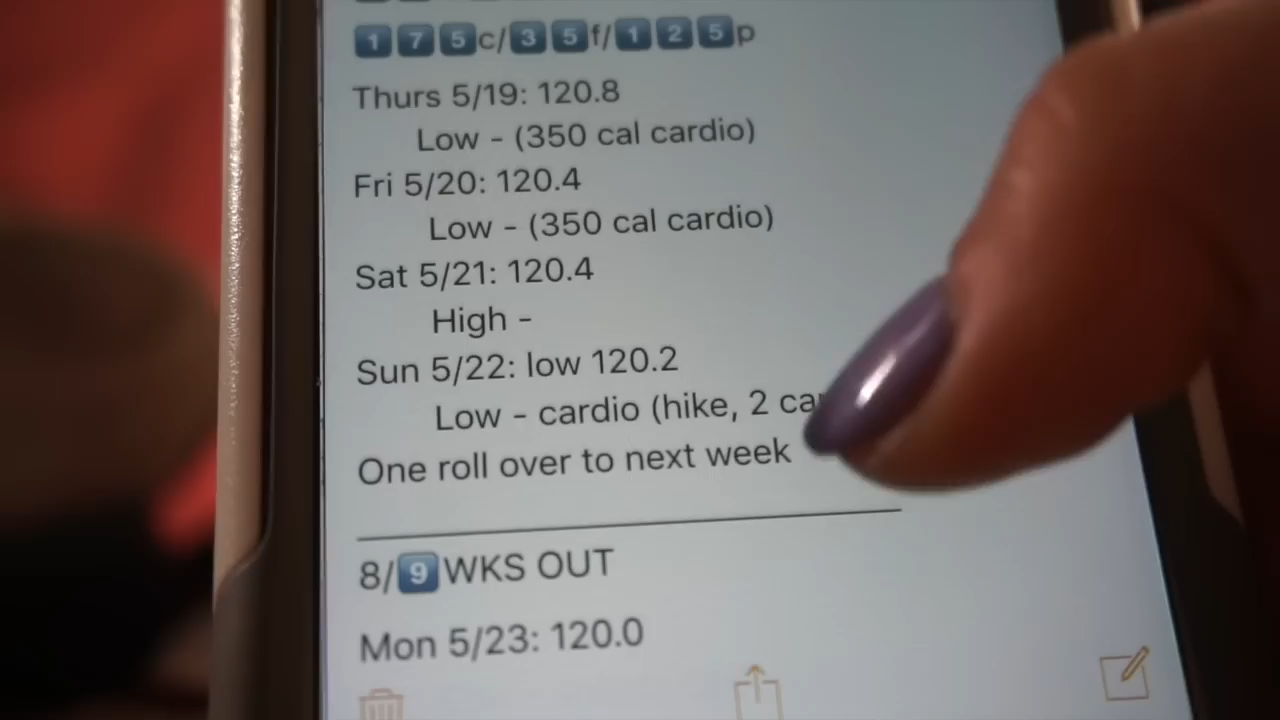 175c/35f/125p
Thurs 5/19: 120.8
Low - (350 cal cardio)
Fri 5/20: 120.4
Low - (350 cal cardio)
Sat 5/21: 120.4
High -
Sun 5/22: low 120.2
Low - cardio (hike, 2
One roll over to next week
8/9 WKS OUT
Mon 5/23: 120.0